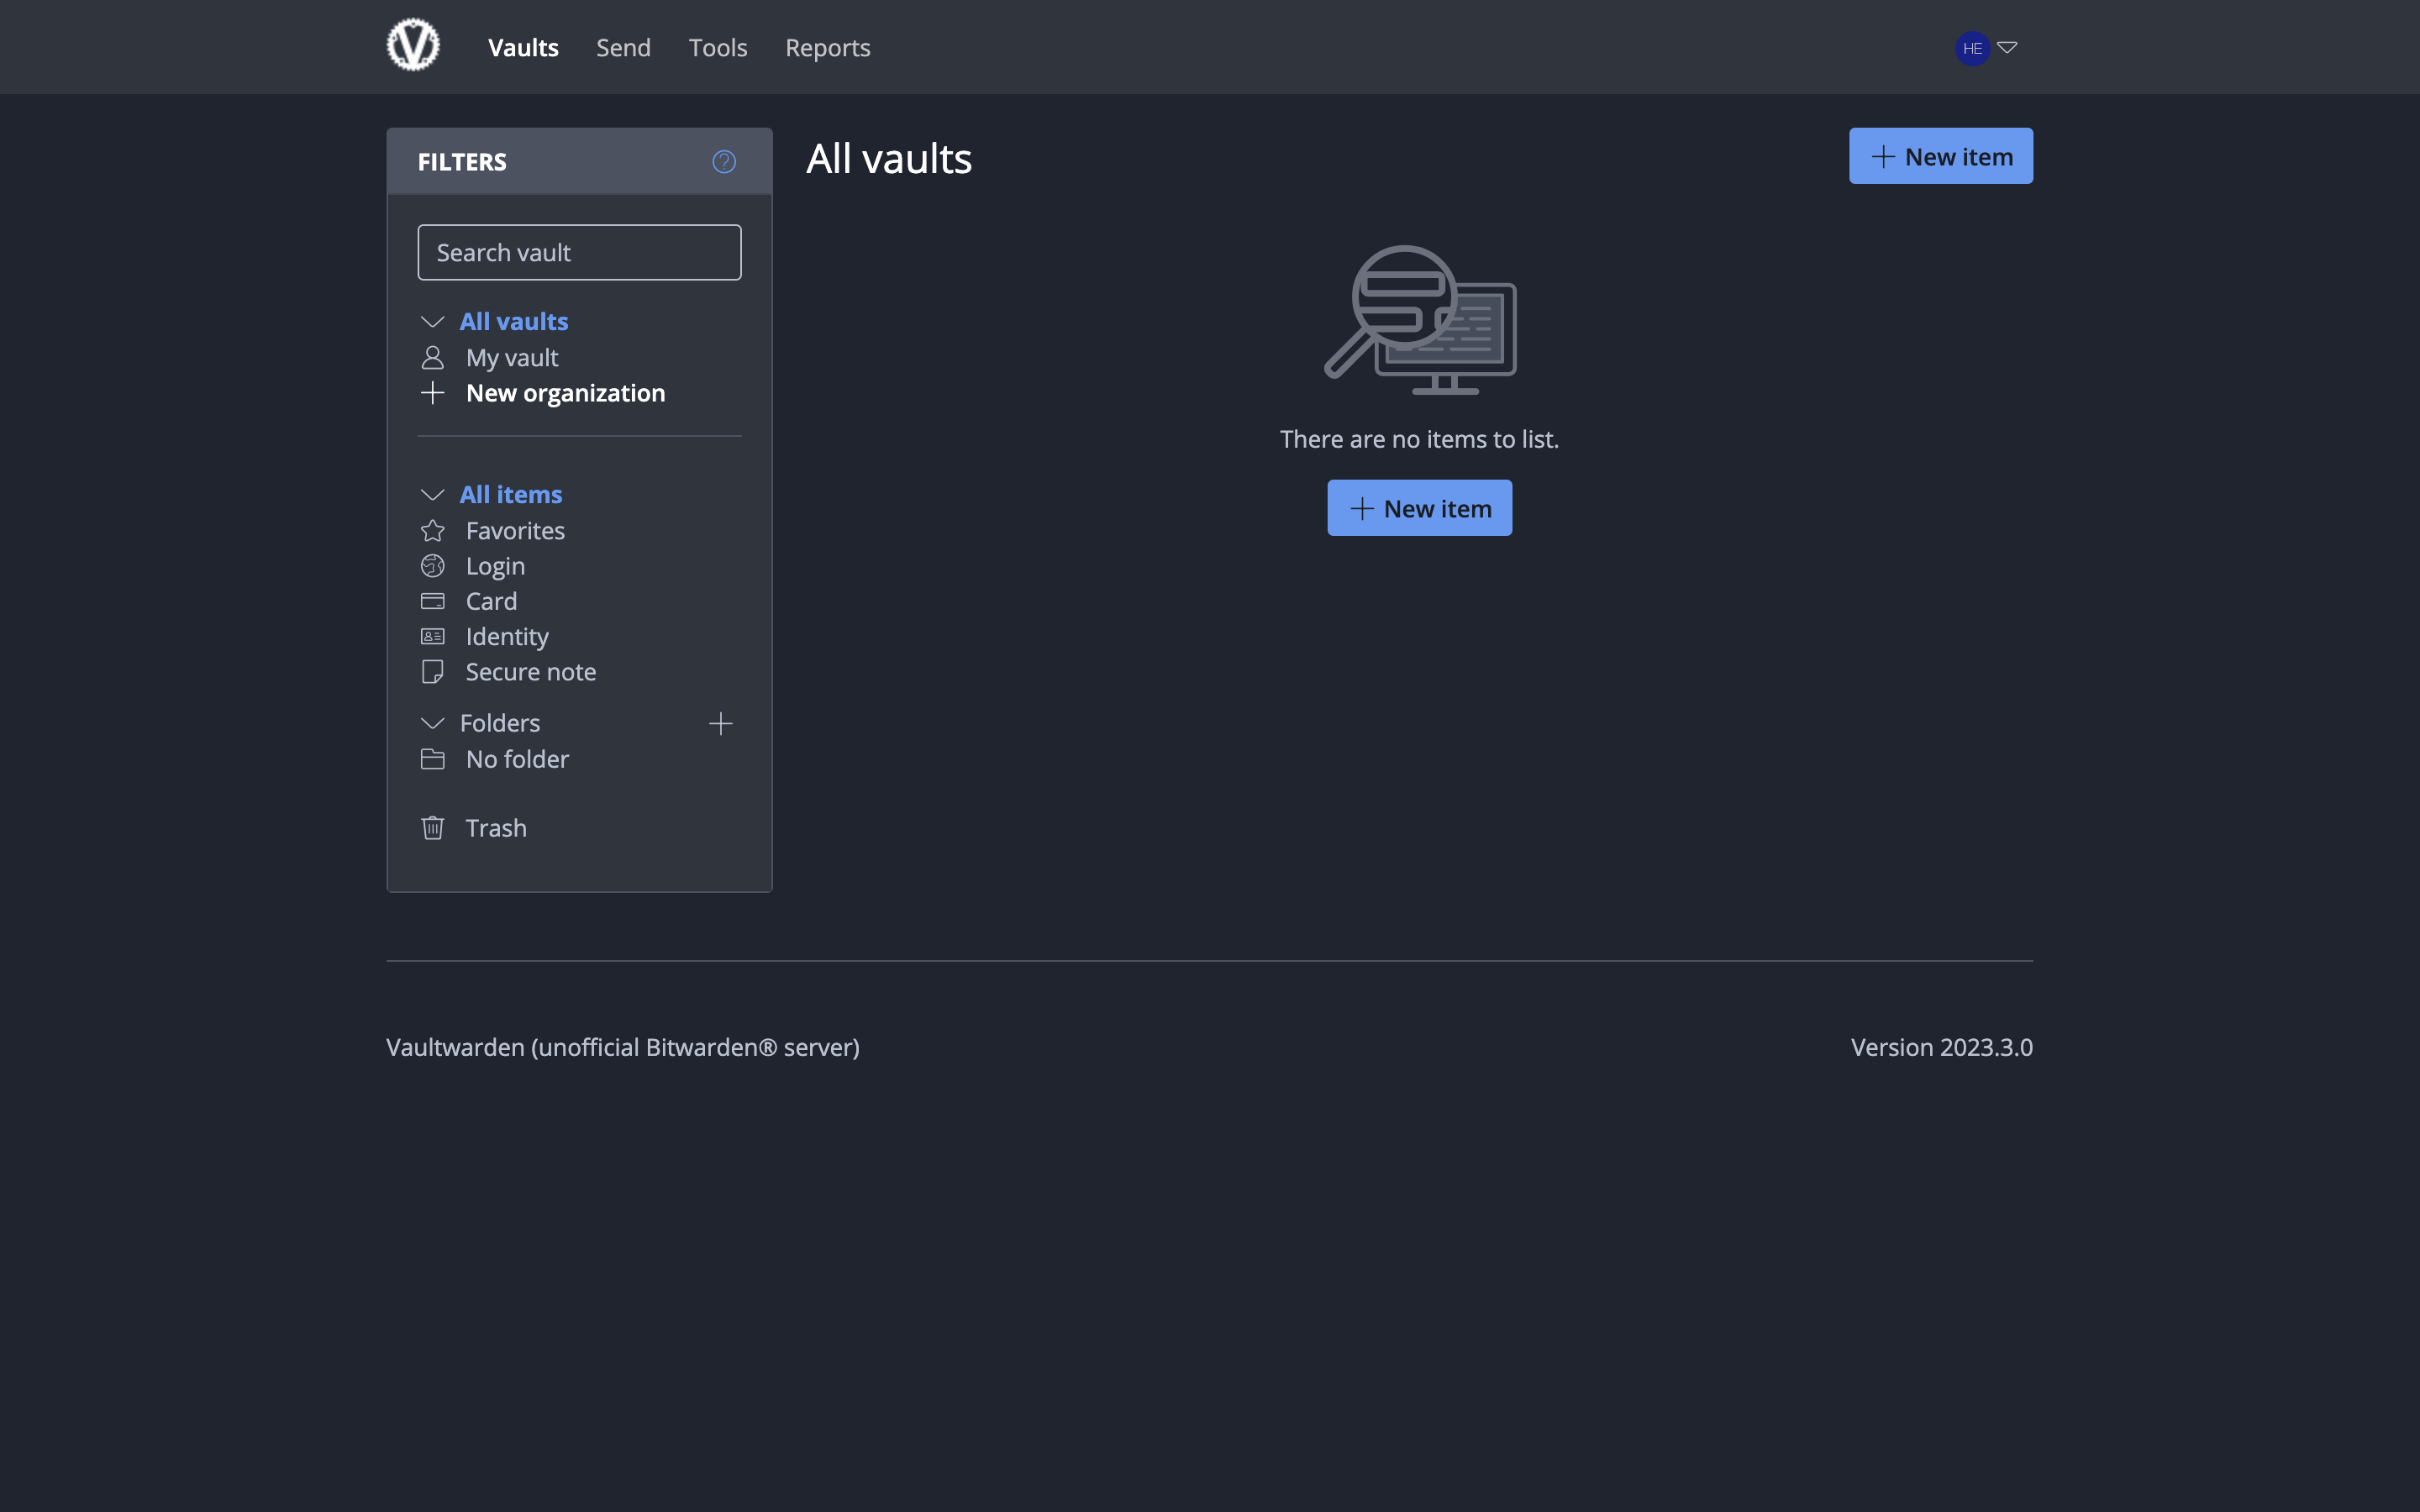 Vaults Send Tools Reports HE
FILTERS
Search vault
All vaults
My vault
New organization
All items
Favorites
Login
Card
Identity
Secure note
Folders
No folder
Trash
All vaults
New item
There are no items to list.
New item
Vaultwarden (unofficial Bitwarden® server)
Version 2023.3.0